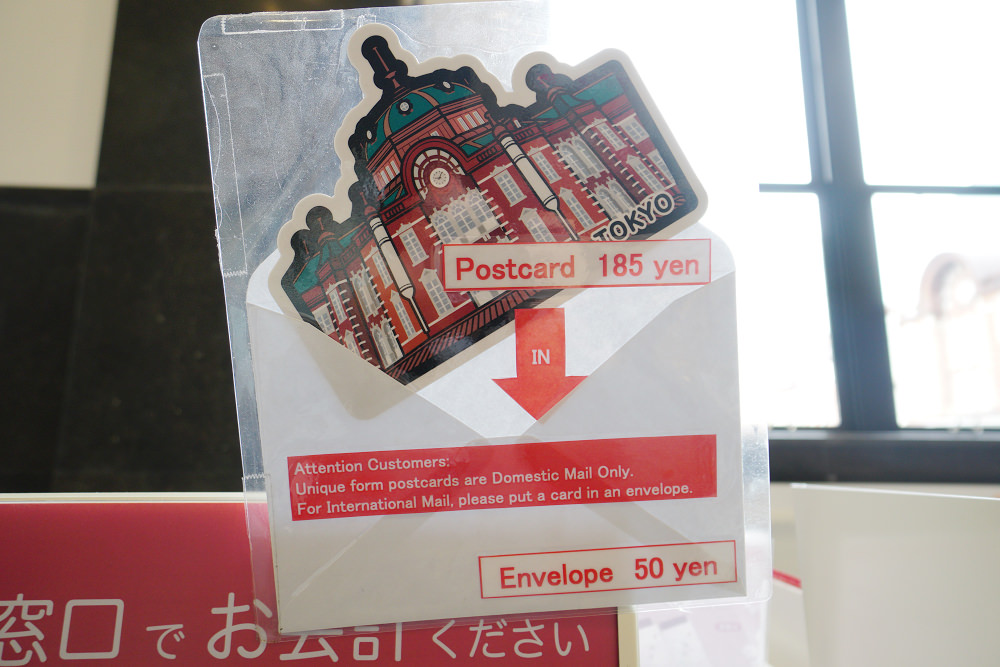 TOKYO
Postcard 185 yen
IN
Attention Customers:
Unique form postcards are Domestic Mail Only.
For International Mail, please put a card in an envelope.
Envelope 50 yen
窓口でお会計ください